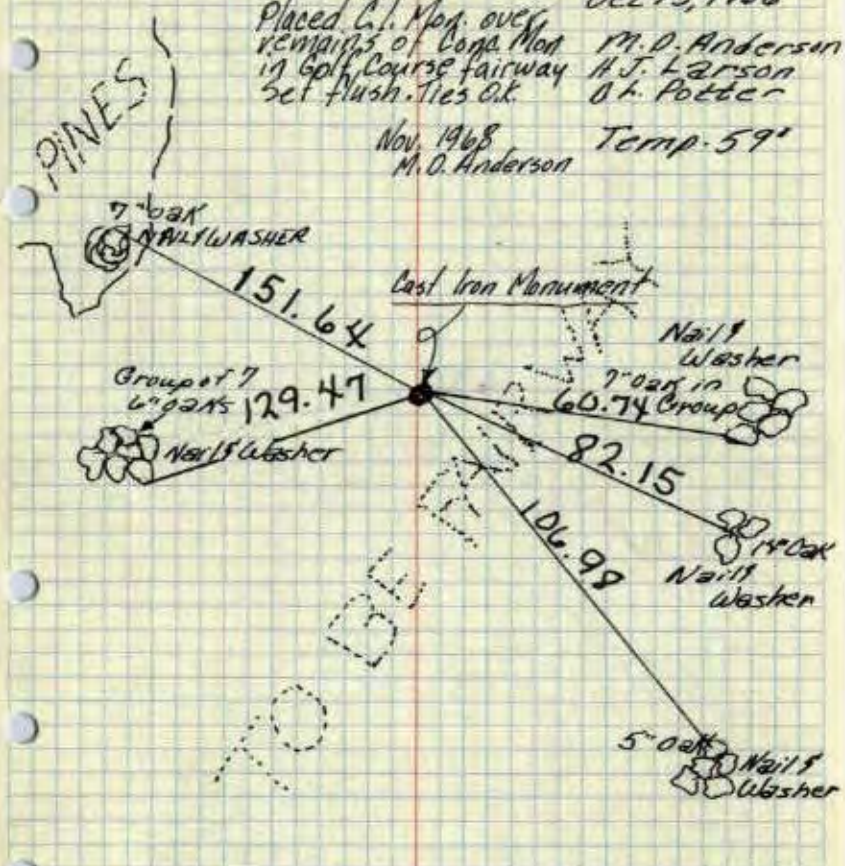 Placed C.I. Mon. over
remains of Conc Mon
in Golf Course fairway
Set flush. Ties O.K.
M.D. Anderson
H.J. Larson
Potter
Nov. 1968
M.D. Anderson
Temp. 59°
PINES
7" oak
NAIL & WASHER
151.64
Cast Iron Monument
Nail &
Washer
7" oak in
60.74 Group
Group of 7
6" oaks
129.47
Nail & Washer
82.15
Oak
Nail &
Washer
106.98
TO BE
5" oak
Nail &
Washer